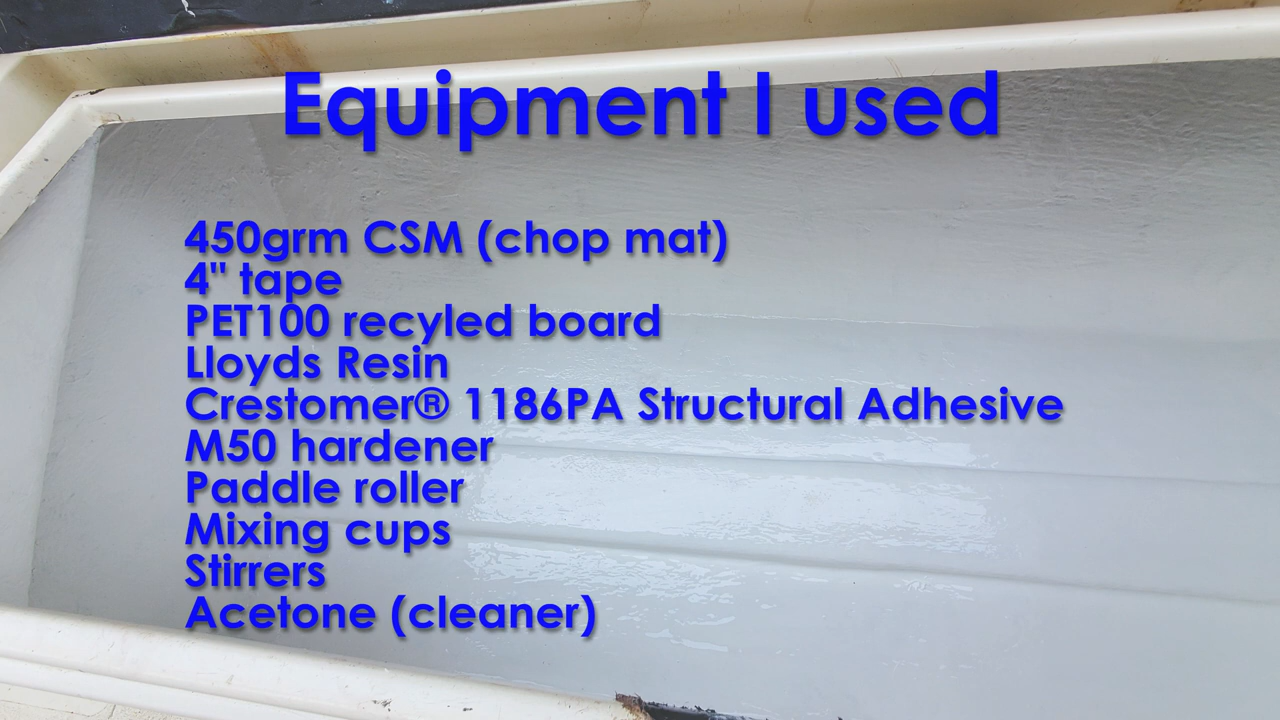 Equipment I used
450grm CSM (chop mat)
4" tape
PET100 recyled board
Lloyds Resin
Crestomer® 1186PA Structural Adhesive
M50 hardener
Paddle roller
Mixing cups
Stirrers
Acetone (cleaner)